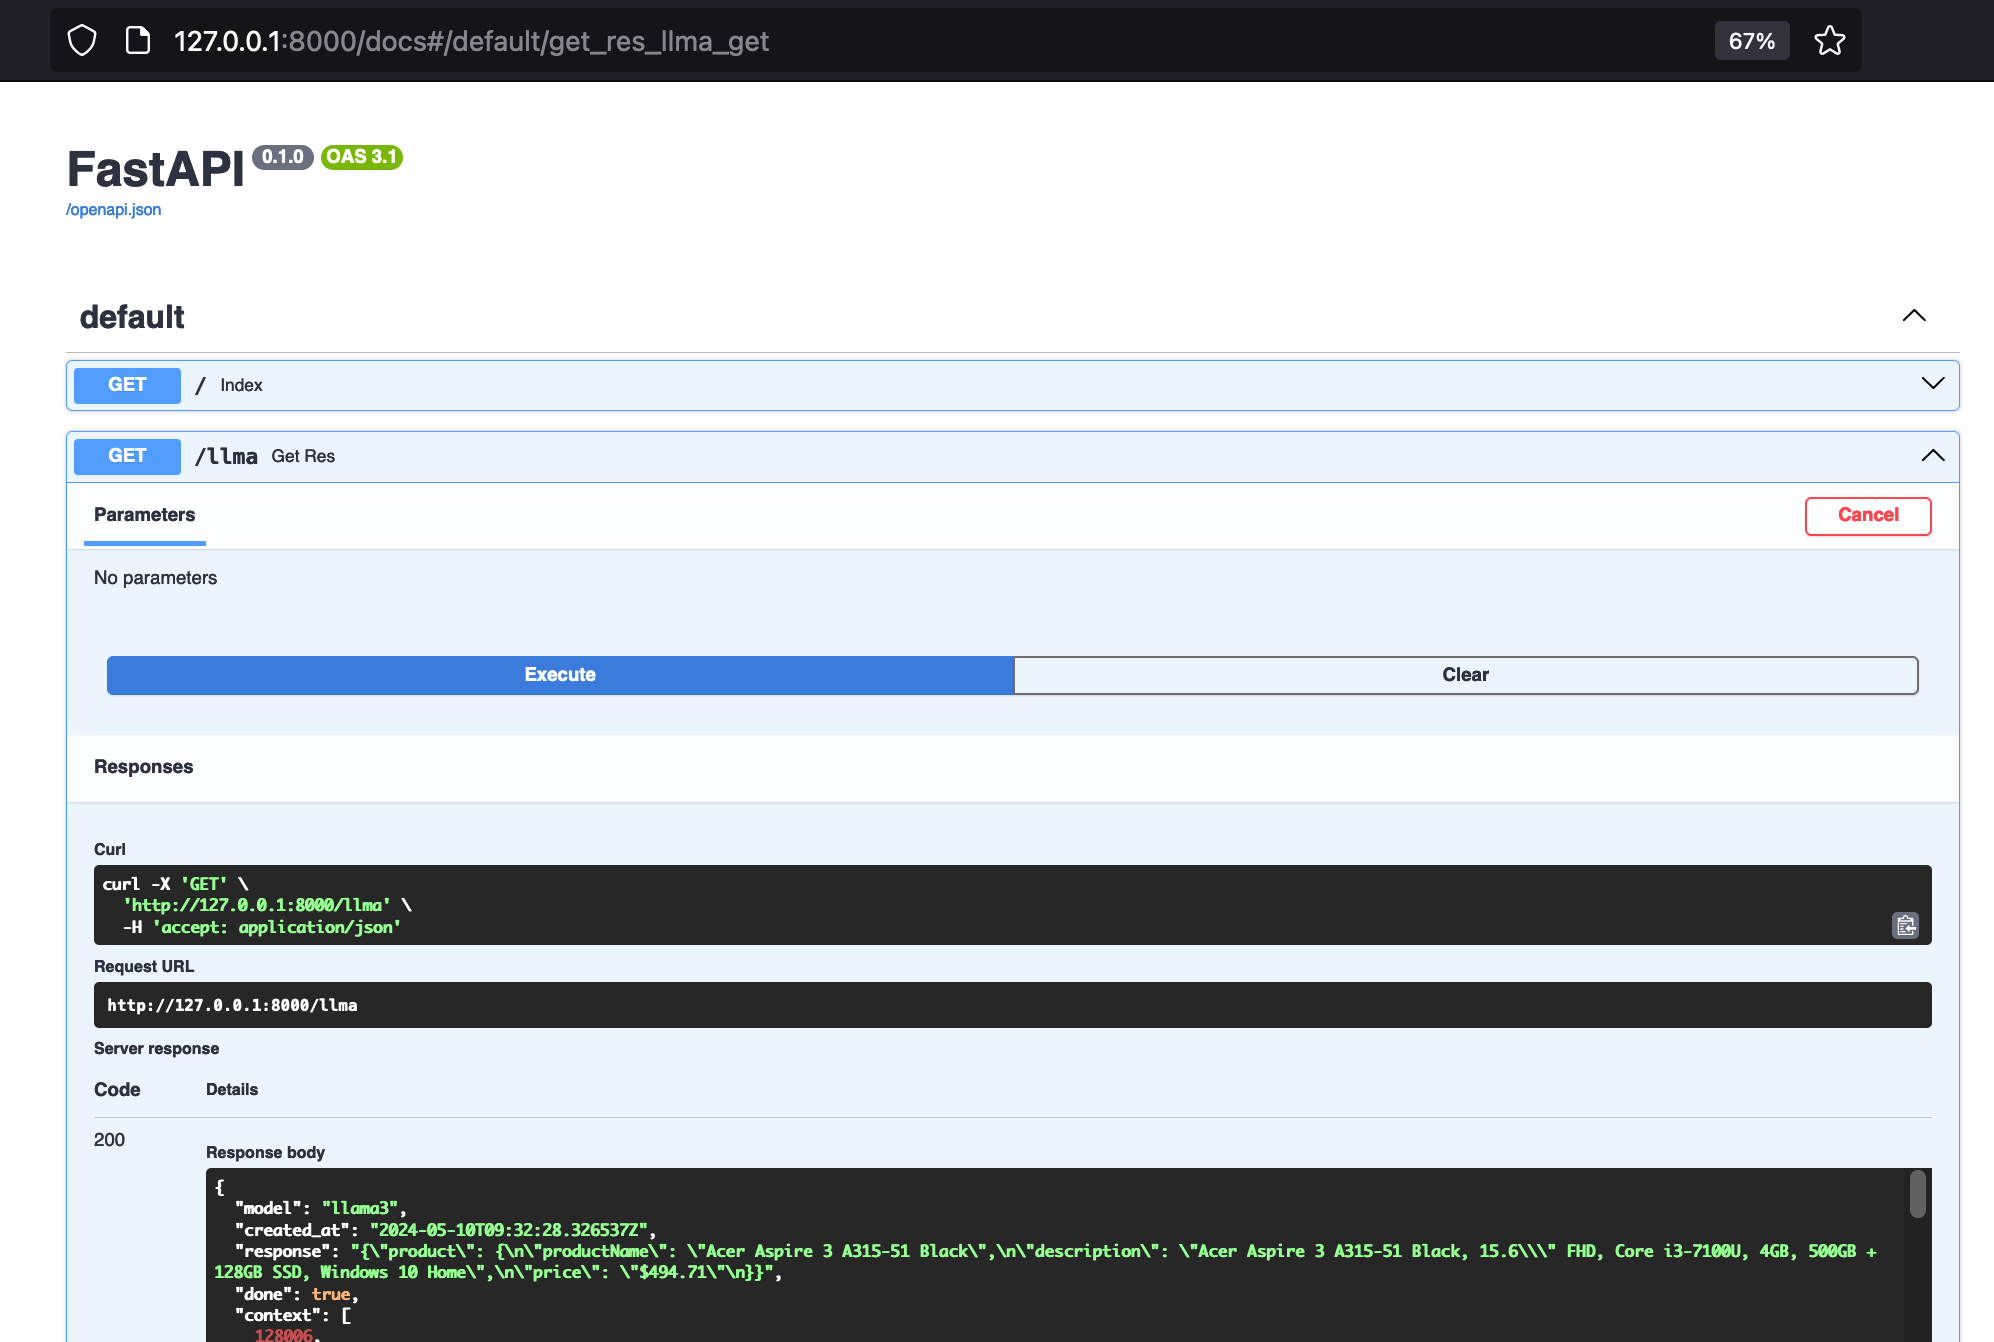 127.0.0.1:8000/docs#/default/get_res_llma_get
67%
FastAPI 0.1.0 OAS 3.1
/openapi.json
default
GET / Index
GET /llma Get Res
Parameters
Cancel
No parameters
Execute
Clear
Responses
Curl
curl -X 'GET' \
  'http://127.0.0.1:8000/llma' \
  -H 'accept: application/json'
Request URL
http://127.0.0.1:8000/llma
Server response
Code Details
200
Response body
{
  "model": "llama3",
  "created_at": "2024-05-10T09:32:28.326537Z",
  "response": "{\"product\": {\n\"productName\": \"Acer Aspire 3 A315-51 Black\",\n\"description\": \"Acer Aspire 3 A315-51 Black, 15.6\\\" FHD, Core i3-7100U, 4GB, 500GB +
128GB SSD, Windows 10 Home\",\n\"price\": \"$494.71\"\n}}",
  "done": true,
  "context": [
    128006,